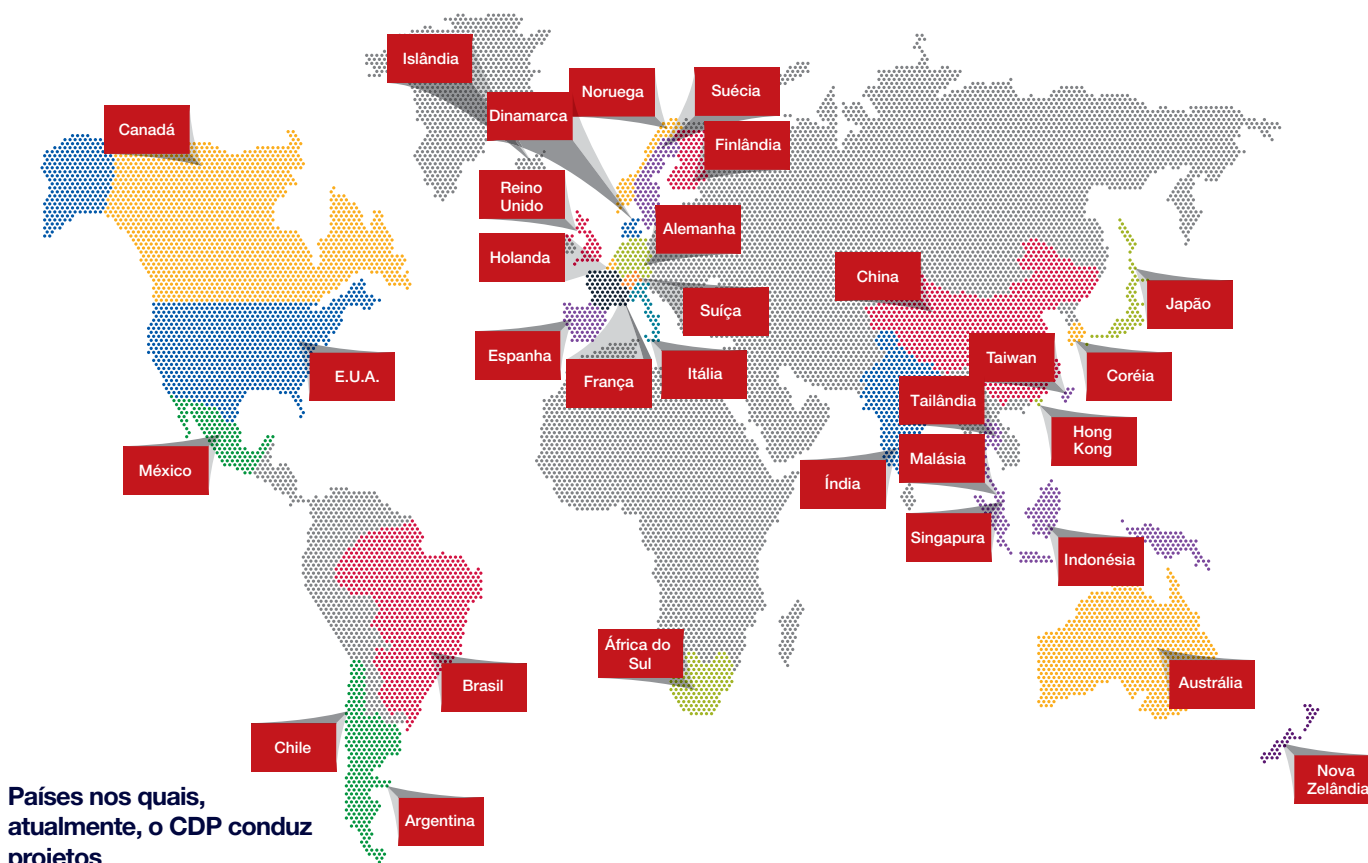 Islândia
Noruega
Suécia
Dinamarca
Canadá
Finlândia
Reino
Unido
Alemanha
Holanda
China
Japão
Suíça
Espanha
Taiwan
E.U.A.
França
Itália
Coréia
Tailândia
Hong
Kong
México
Malásia
Índia
Singapura
Indonésia
África do
Sul
Brasil
Austrália
Chile
Nova
Zelândia
Argentina
Países nos quais,
atualmente, o CDP conduz
projetos